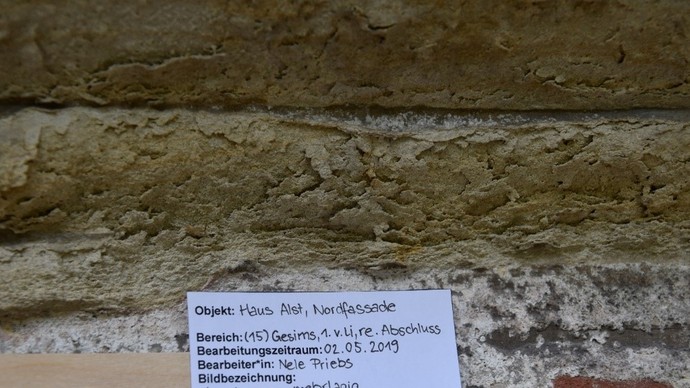 Objekt: Haus Alst, Nordfassade
Bereich: (15) Gesims, 1. v. li, re. Abschluss
Bearbeitungszeitraum: 02.05.2019
Bearbeiter*in: Nele Priebs
Bildbezeichnung: